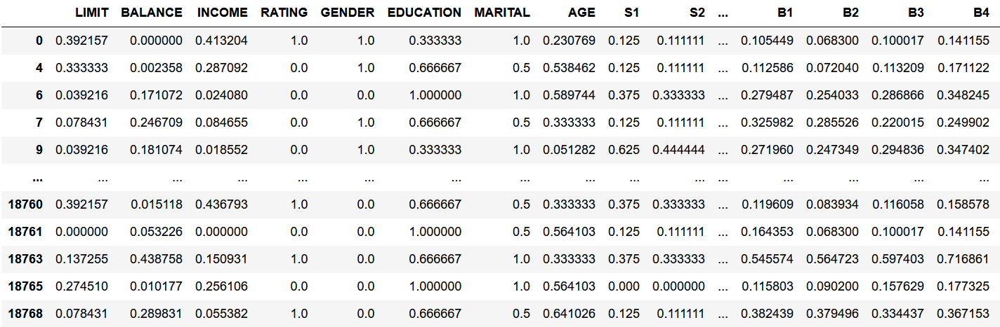 LIMIT BALANCE INCOME RATING GENDER EDUCATION MARITAL AGE S1 S2 ... B1 B2 B3 B4
0 0.392157 0.000000 0.413204 1.0 1.0 0.333333 1.0 0.230769 0.125 0.111111 ... 0.105449 0.068300 0.100017 0.141155
4 0.333333 0.002358 0.287092 0.0 1.0 0.666667 0.5 0.538462 0.125 0.111111 ... 0.112586 0.072040 0.113209 0.171122
6 0.039216 0.171072 0.024080 0.0 0.0 1.000000 1.0 0.589744 0.375 0.333333 ... 0.279487 0.254033 0.286866 0.348245
7 0.078431 0.246709 0.084655 0.0 1.0 0.666667 0.5 0.333333 0.125 0.111111 ... 0.325982 0.285526 0.220015 0.249902
9 0.039216 0.181074 0.018552 0.0 1.0 0.333333 1.0 0.051282 0.625 0.444444 ... 0.271960 0.247349 0.294836 0.347402
... ... ... ... ... ... ... ... ... ... ... ... ... ... ... ...
18760 0.392157 0.015118 0.436793 1.0 0.0 0.666667 0.5 0.333333 0.375 0.333333 ... 0.119609 0.083934 0.116058 0.158578
18761 0.000000 0.053226 0.000000 0.0 0.0 1.000000 0.5 0.564103 0.125 0.111111 ... 0.164353 0.068300 0.100017 0.141155
18763 0.137255 0.438758 0.150931 1.0 0.0 0.666667 1.0 0.333333 0.375 0.333333 ... 0.545574 0.564723 0.597403 0.716861
18765 0.274510 0.010177 0.256106 0.0 0.0 1.000000 1.0 0.564103 0.000 0.000000 ... 0.115803 0.090200 0.157629 0.177325
18768 0.078431 0.289831 0.055382 1.0 0.0 0.666667 0.5 0.641026 0.125 0.111111 ... 0.382439 0.379496 0.334437 0.367153